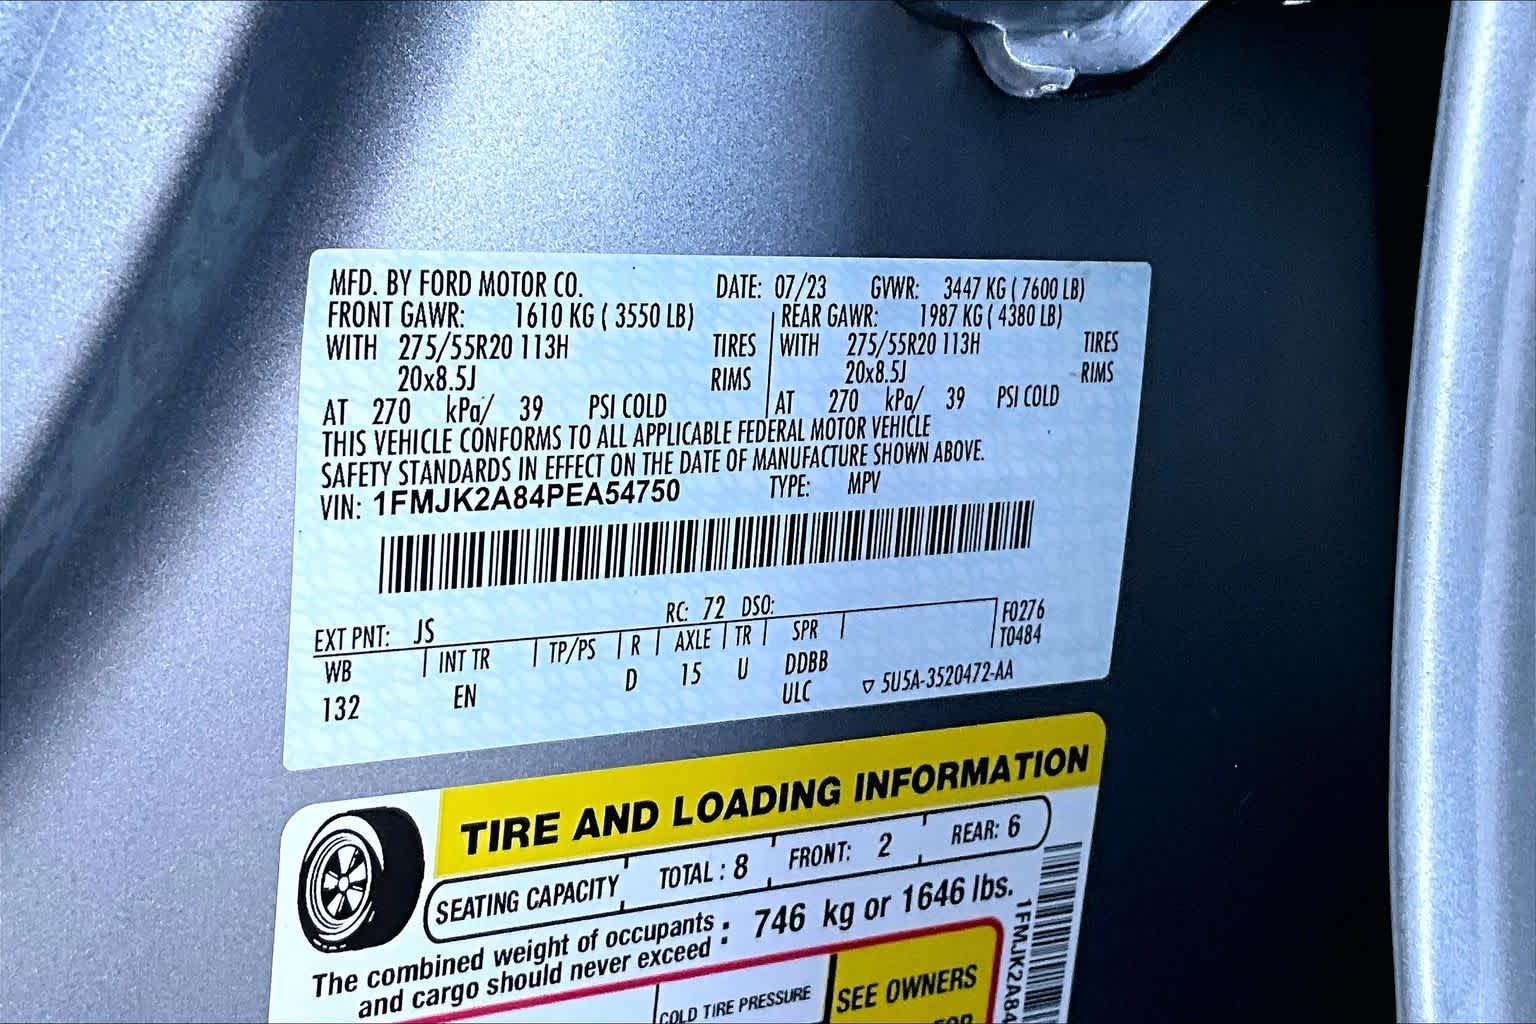 MFD. BY FORD MOTOR CO. DATE: 07/23 GVWR: 3447 KG ( 7600 LB)
FRONT GAWR: 1610 KG ( 3550 LB) REAR GAWR: 1987 KG ( 4380 LB)
WITH 275/55R20 113H TIRES WITH 275/55R20 113H TIRES
20x8.5J RIMS 20x8.5J RIMS
AT 270 kPa/ 39 PSI COLD AT 270 kPa/ 39 PSI COLD
THIS VEHICLE CONFORMS TO ALL APPLICABLE FEDERAL MOTOR VEHICLE
SAFETY STANDARDS IN EFFECT ON THE DATE OF MANUFACTURE SHOWN ABOVE.
VIN: 1FMJK2A84PEA54750 TYPE: MPV
EXT PNT: JS RC: 72 DSO: F0276
T0484
WB INT TR TP/PS R AXLE TR SPR
132 EN D 15 U DDBB
ULC ▽ 5U5A-3520472-AA
TIRE AND LOADING INFORMATION
SEATING CAPACITY TOTAL : 8 FRONT: 2 REAR: 6
The combined weight of occupants and cargo should never exceed : 746 kg or 1646 lbs.
COLD TIRE PRESSURE
SEE OWNERS
FOR
1FMJK2A84